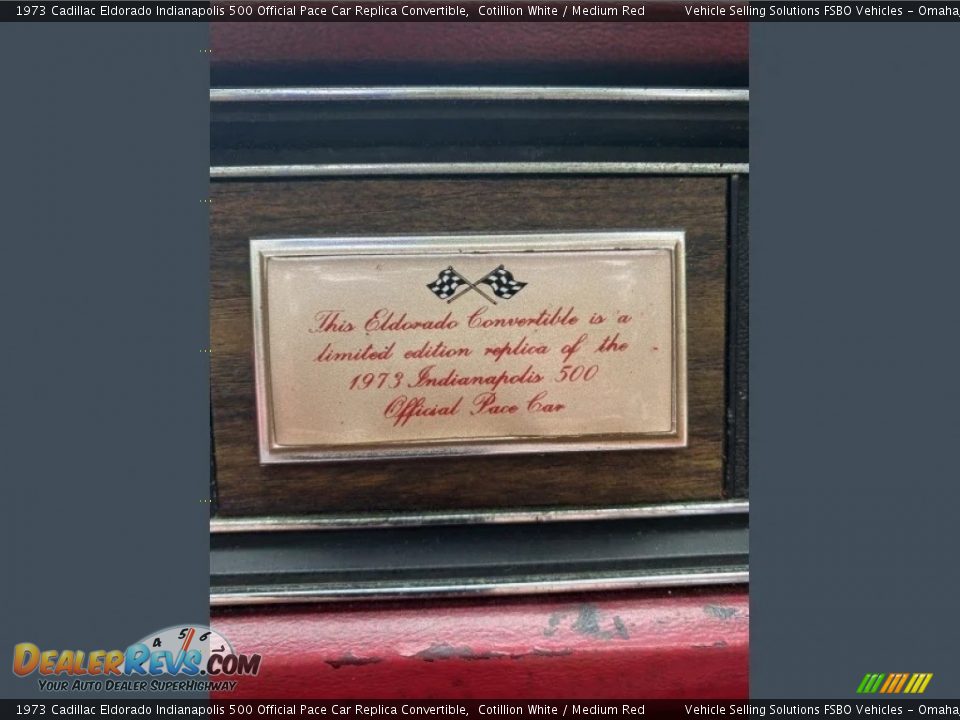 1973 Cadillac Eldorado Indianapolis 500 Official Pace Car Replica Convertible,  Cotillion White / Medium Red  Vehicle Selling Solutions FSBO Vehicles - Omaha,
This Eldorado Convertible is a
limited edition replica of the
1973 Indianapolis 500
Official Pace Car
4 5 6
DealerRevs.com
Your Auto Dealer SuperHighway
1973 Cadillac Eldorado Indianapolis 500 Official Pace Car Replica Convertible,  Cotillion White / Medium Red  Vehicle Selling Solutions FSBO Vehicles - Omaha,